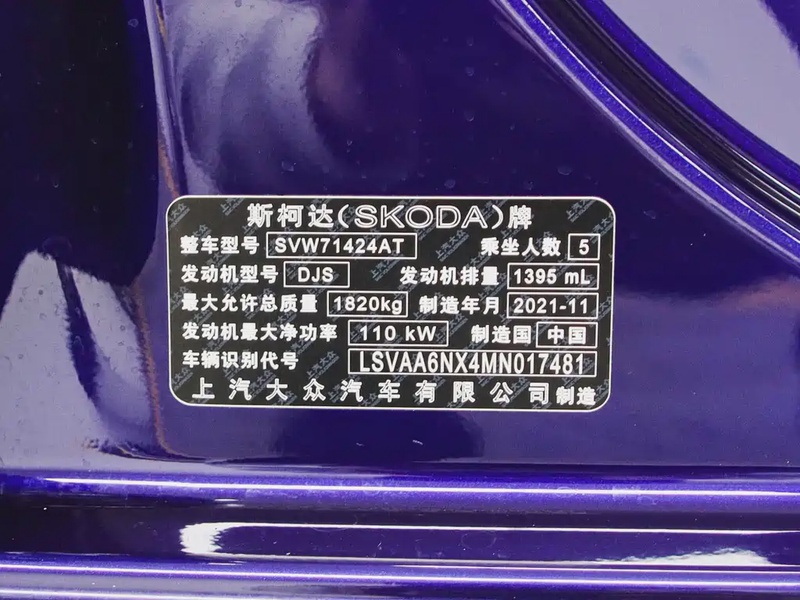 斯柯达(SKODA)牌
整车型号 SVW71424AT 乘坐人数 5
发动机型号 DJS 发动机排量 1395 mL
最大允许总质量 1820kg 制造年月 2021-11
发动机最大净功率 110 kW 制造国 中国
车辆识别代号 LSVAA6NX4MN017481
上汽大众汽车有限公司制造